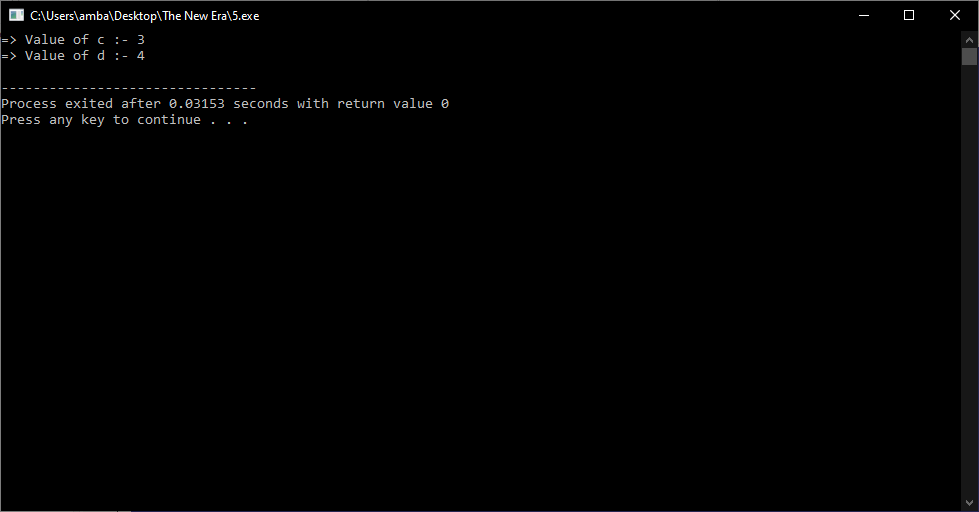 C:\Users\amba\Desktop\The New Era\5.exe
=> Value of c :- 3
=> Value of d :- 4
--------------------------------
Process exited after 0.03153 seconds with return value 0
Press any key to continue . . .